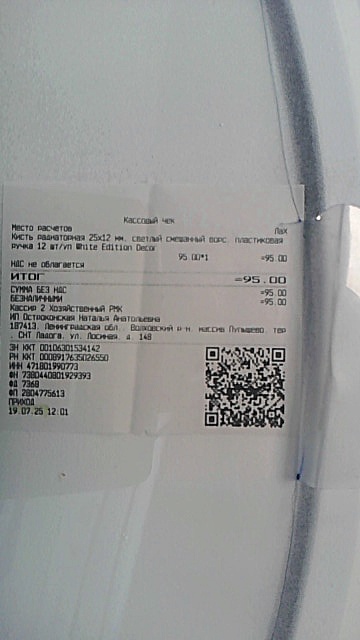 Кассовый чек
Место расчетов ЛаХ
Кисть радиаторная 25х12 мм. светлый смешанный ворс. пластиковая
ручка 12 шт/уп White Edition Decor
95.00*1 =95.00
НДС не облагается
ИТОГ =95.00
СУММА БЕЗ НДС =95.00
БЕЗНАЛИЧНЫМИ =95.00
Кассир 2 Хозяйственный РМК
ИП Остроконская Наталья Анатольевна
187413, Ленинградская обл, Волховский р-н, массив Пупышево, тер
. СНТ Ладога, ул. Лосиная, д. 148
ЗН ККТ 00106301534142
РН ККТ 0008917635026550
ИНН 471801990773
ФН 7380440801929393
ФД 7368
ФП 2804775613
ПРИХОД
19.07.25 12:01